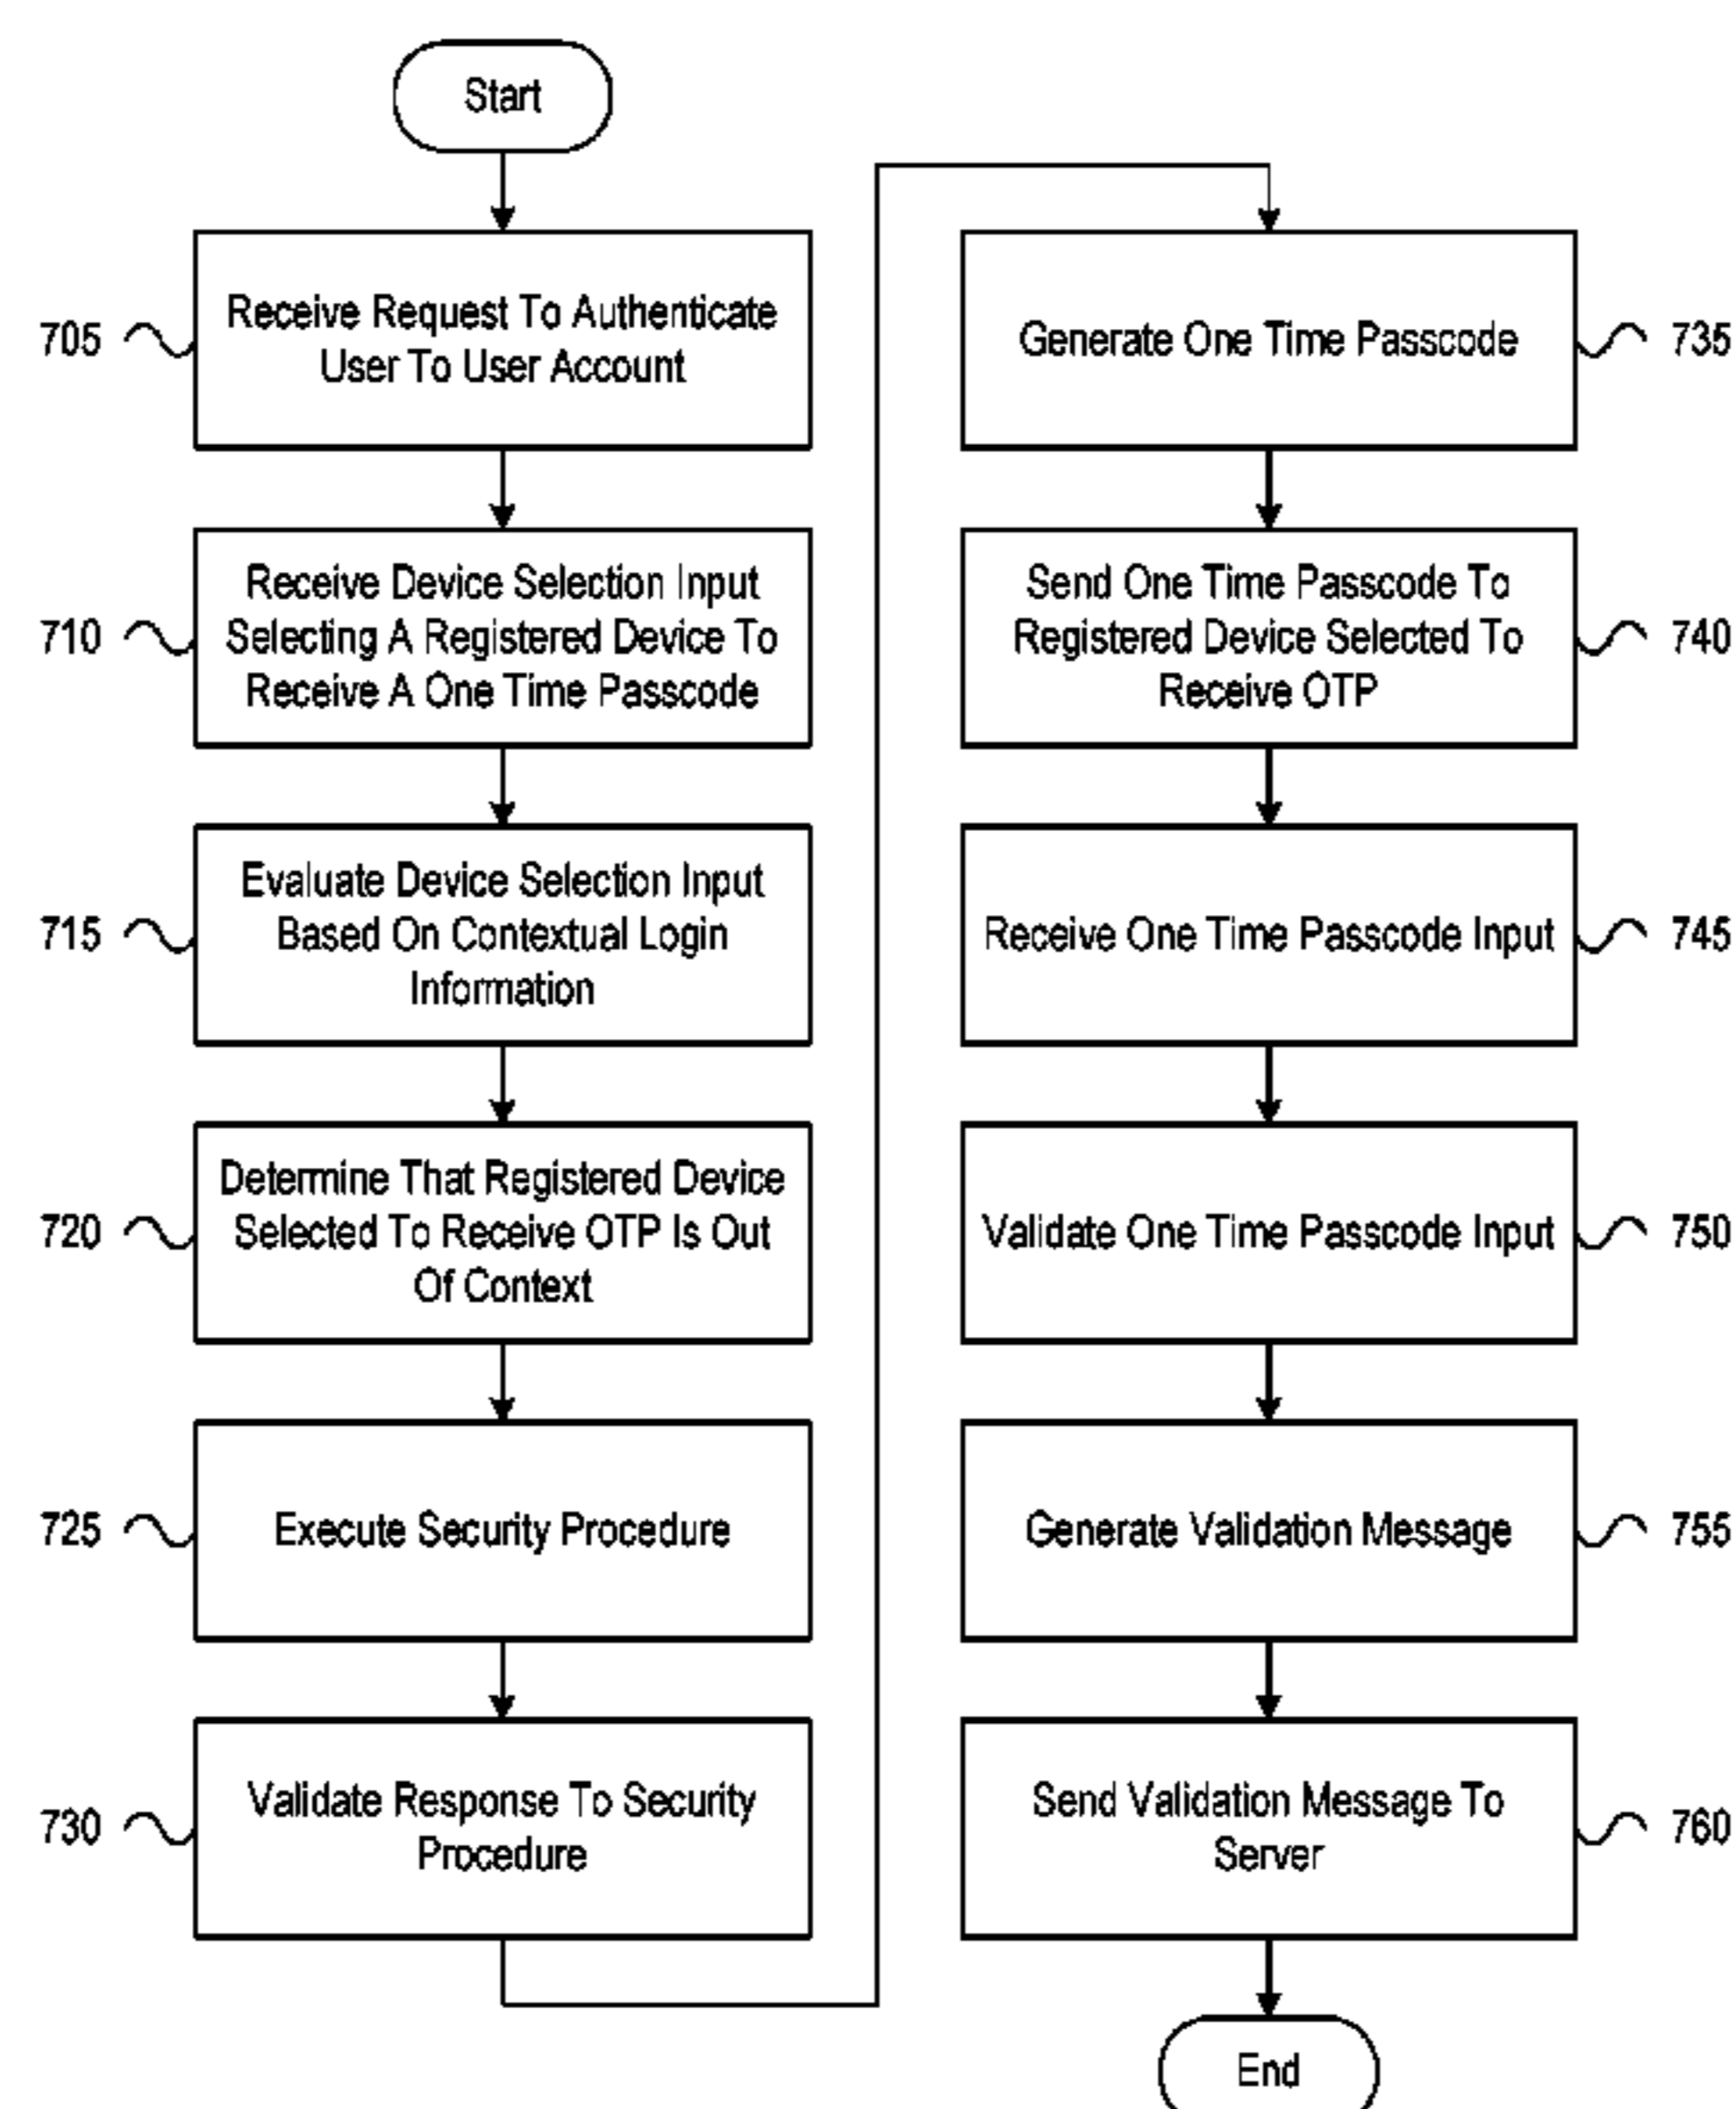 Start
705
Receive Request To Authenticate
User To User Account
710
Receive Device Selection Input
Selecting A Registered Device To
Receive A One Time Passcode
715
Evaluate Device Selection Input
Based On Contextual Login
Information
720
Determine That Registered Device
Selected To Receive OTP Is Out
Of Context
725
Execute Security Procedure
730
Validate Response To Security
Procedure
Generate One Time Passcode
735
Send One Time Passcode To
Registered Device Selected To
Receive OTP
740
Receive One Time Passcode Input
745
Validate One Time Passcode Input
750
Generate Validation Message
755
Send Validation Message To
Server
760
End